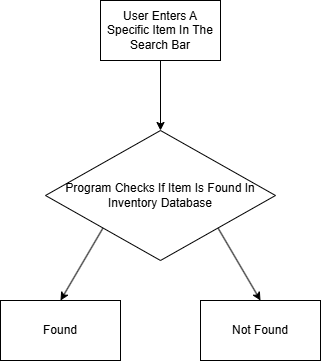 User Enters A
Specific Item In The
Search Bar
Program Checks If Item Is Found In
Inventory Database
Found
Not Found